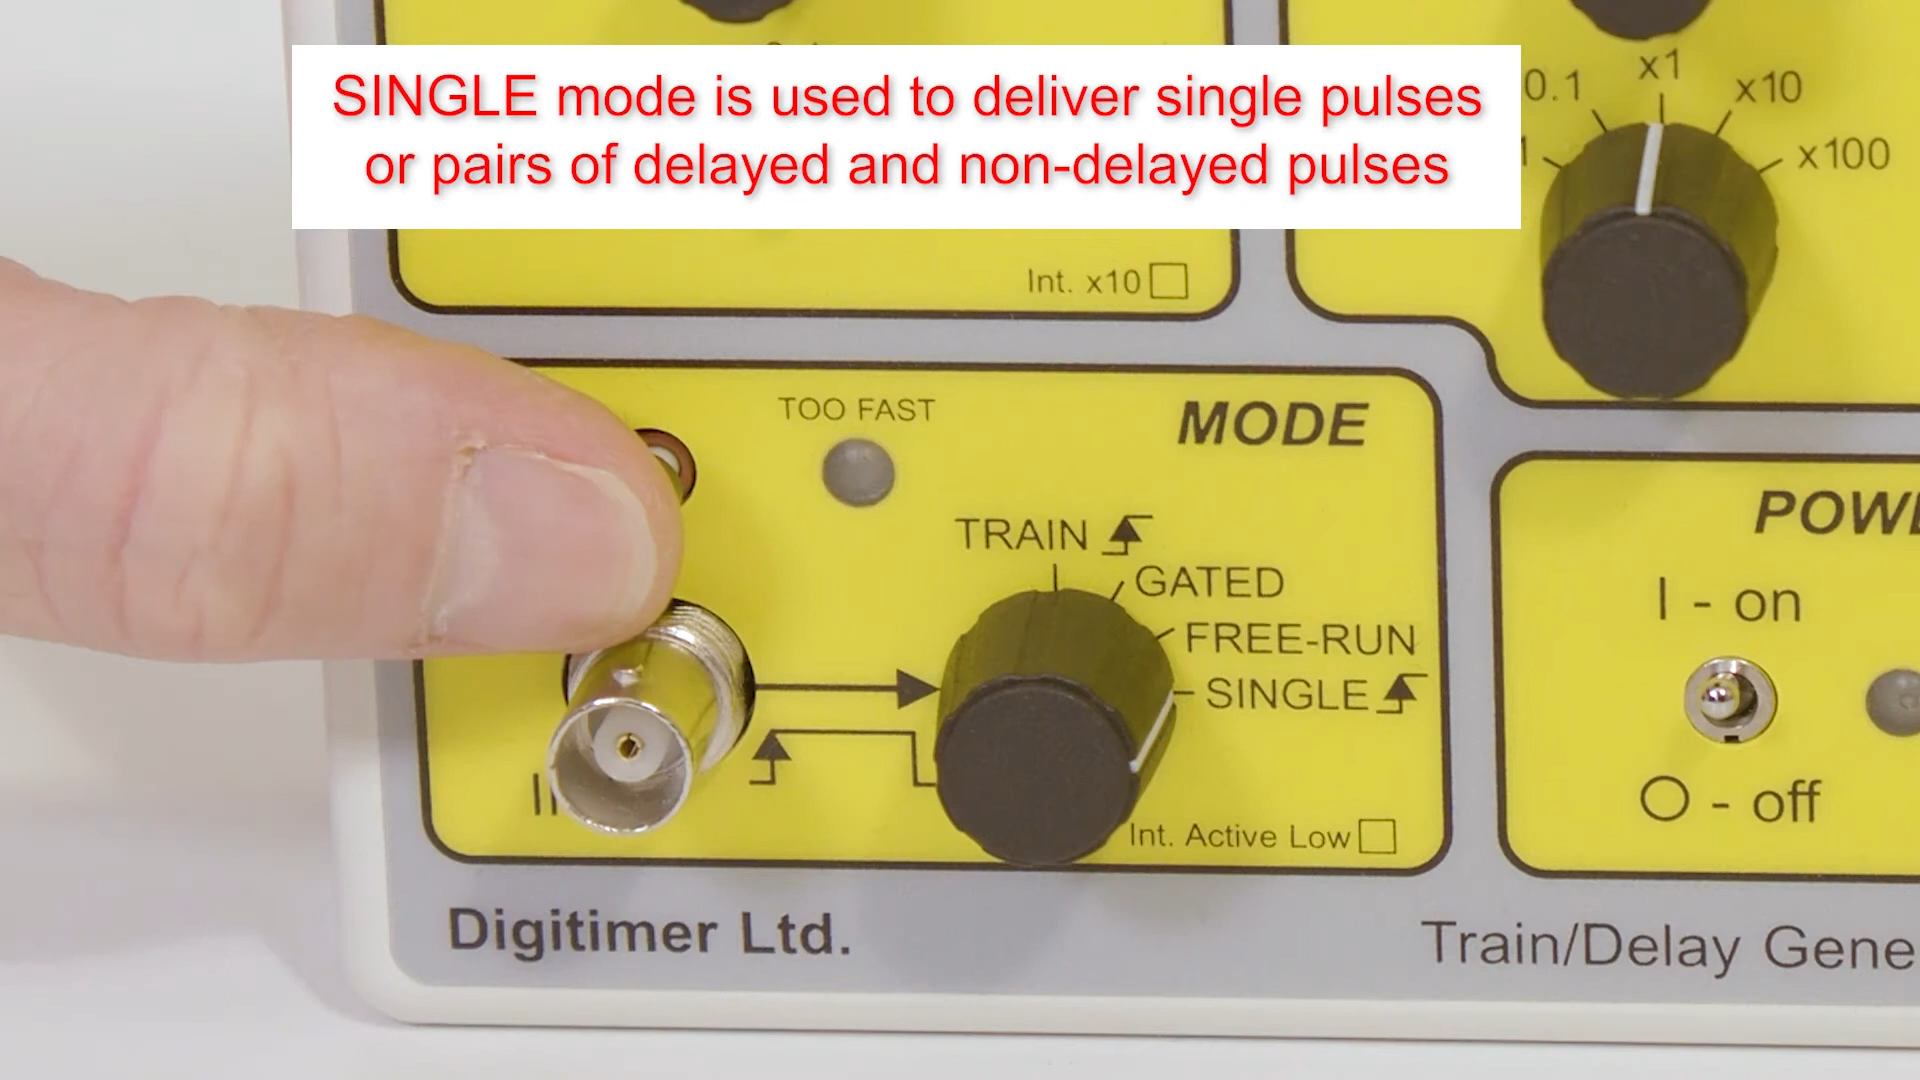 SINGLE mode is used to deliver single pulses
or pairs of delayed and non-delayed pulses
0.1
x1
x10
x100
Int. x10
TOO FAST
MODE
TRAIN
GATED
FREE-RUN
SINGLE
Int. Active Low
I - on
O - off
Digitimer Ltd.
Train/Delay